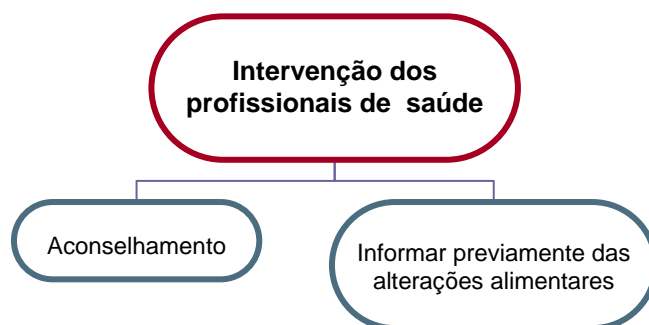 Intervenção dos
profissionais de saúde
Aconselhamento
Informar previamente das
alterações alimentares